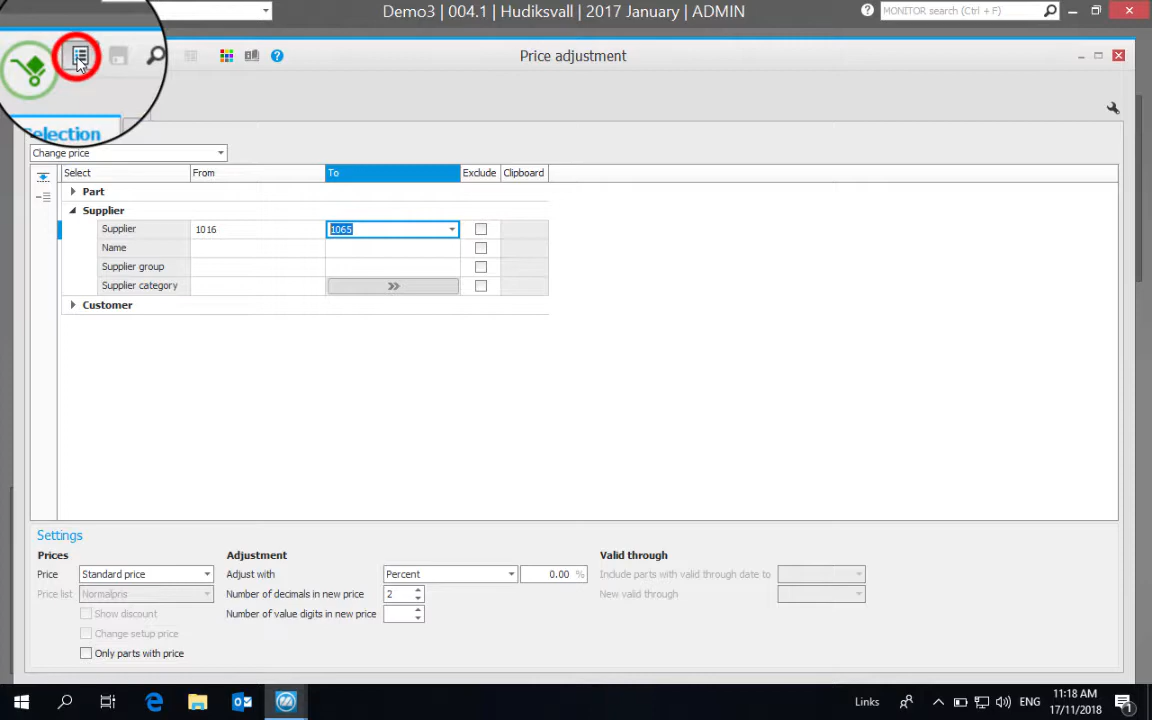 Demo3 | 004.1 | Hudiksvall | 2017 January | ADMIN
MONITOR search (Ctrl + F)
Price adjustment
Selection
Change price
Select From To Exclude Clipboard
Part
Supplier
Supplier 1016 1065
Name
Supplier group
Supplier category
Customer
Settings
Prices Adjustment Valid through
Price Standard price Adjust with Percent 0.00 % Include parts with valid through date to
Price list Normalpris Number of decimals in new price 2 New valid through
Show discount Number of value digits in new price
Change setup price
Only parts with price
Links ENG 11:18 AM
17/11/2018
1